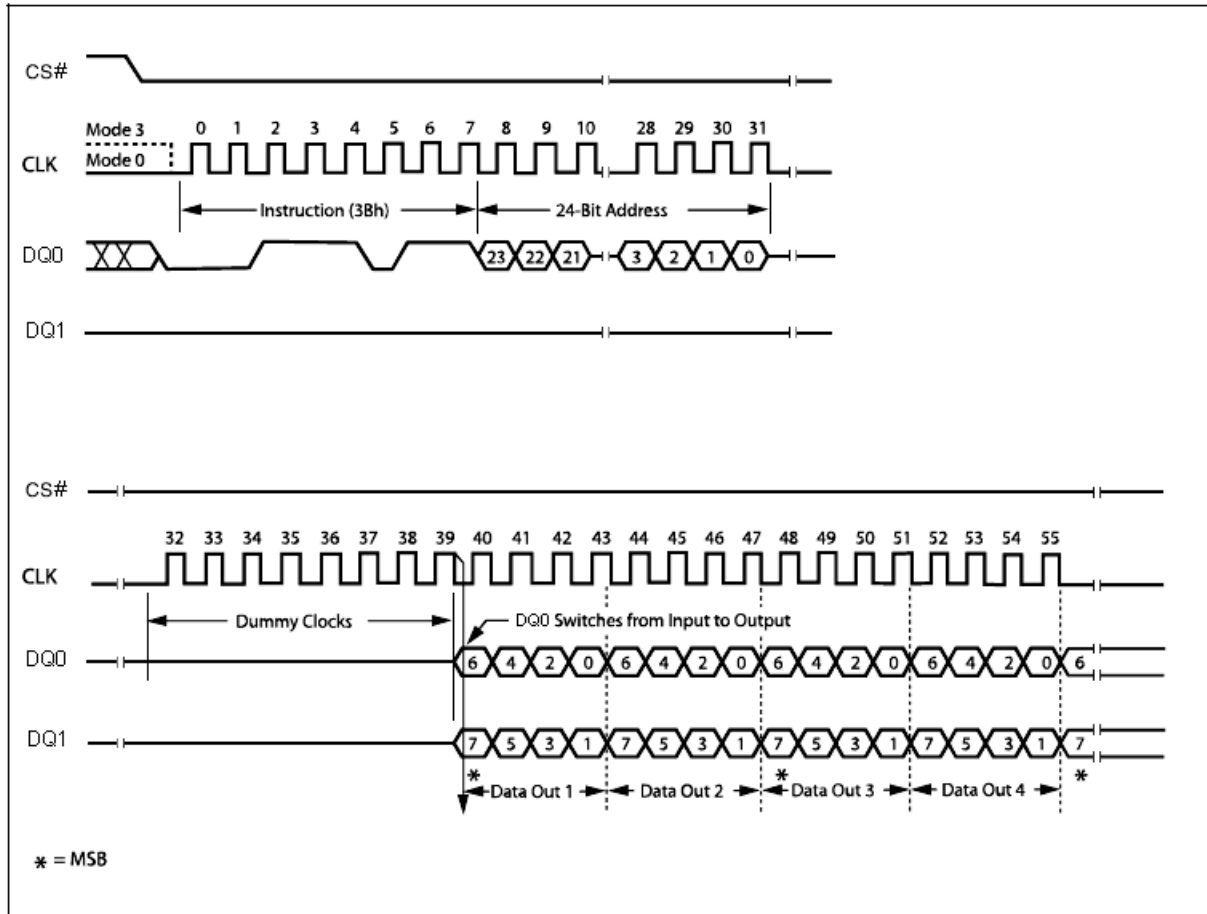 CS#
Mode 3
0 1 2 3 4 5 6 7 8 9 10 28 29 30 31
CLK
Mode 0
Instruction (3Bh)
24-Bit Address
DQ0
23 22 21 3 2 1 0
DQ1
CS#
32 33 34 35 36 37 38 39 40 41 42 43 44 45 46 47 48 49 50 51 52 53 54 55
CLK
Dummy Clocks
DQ0 Switches from Input to Output
DQ0
6 4 2 0 6 4 2 0 6 4 2 0 6 4 2 0 6
DQ1
7 5 3 1 7 5 3 1 7 5 3 1 7 5 3 1 7
* * *
Data Out 1 Data Out 2 Data Out 3 Data Out 4
* = MSB